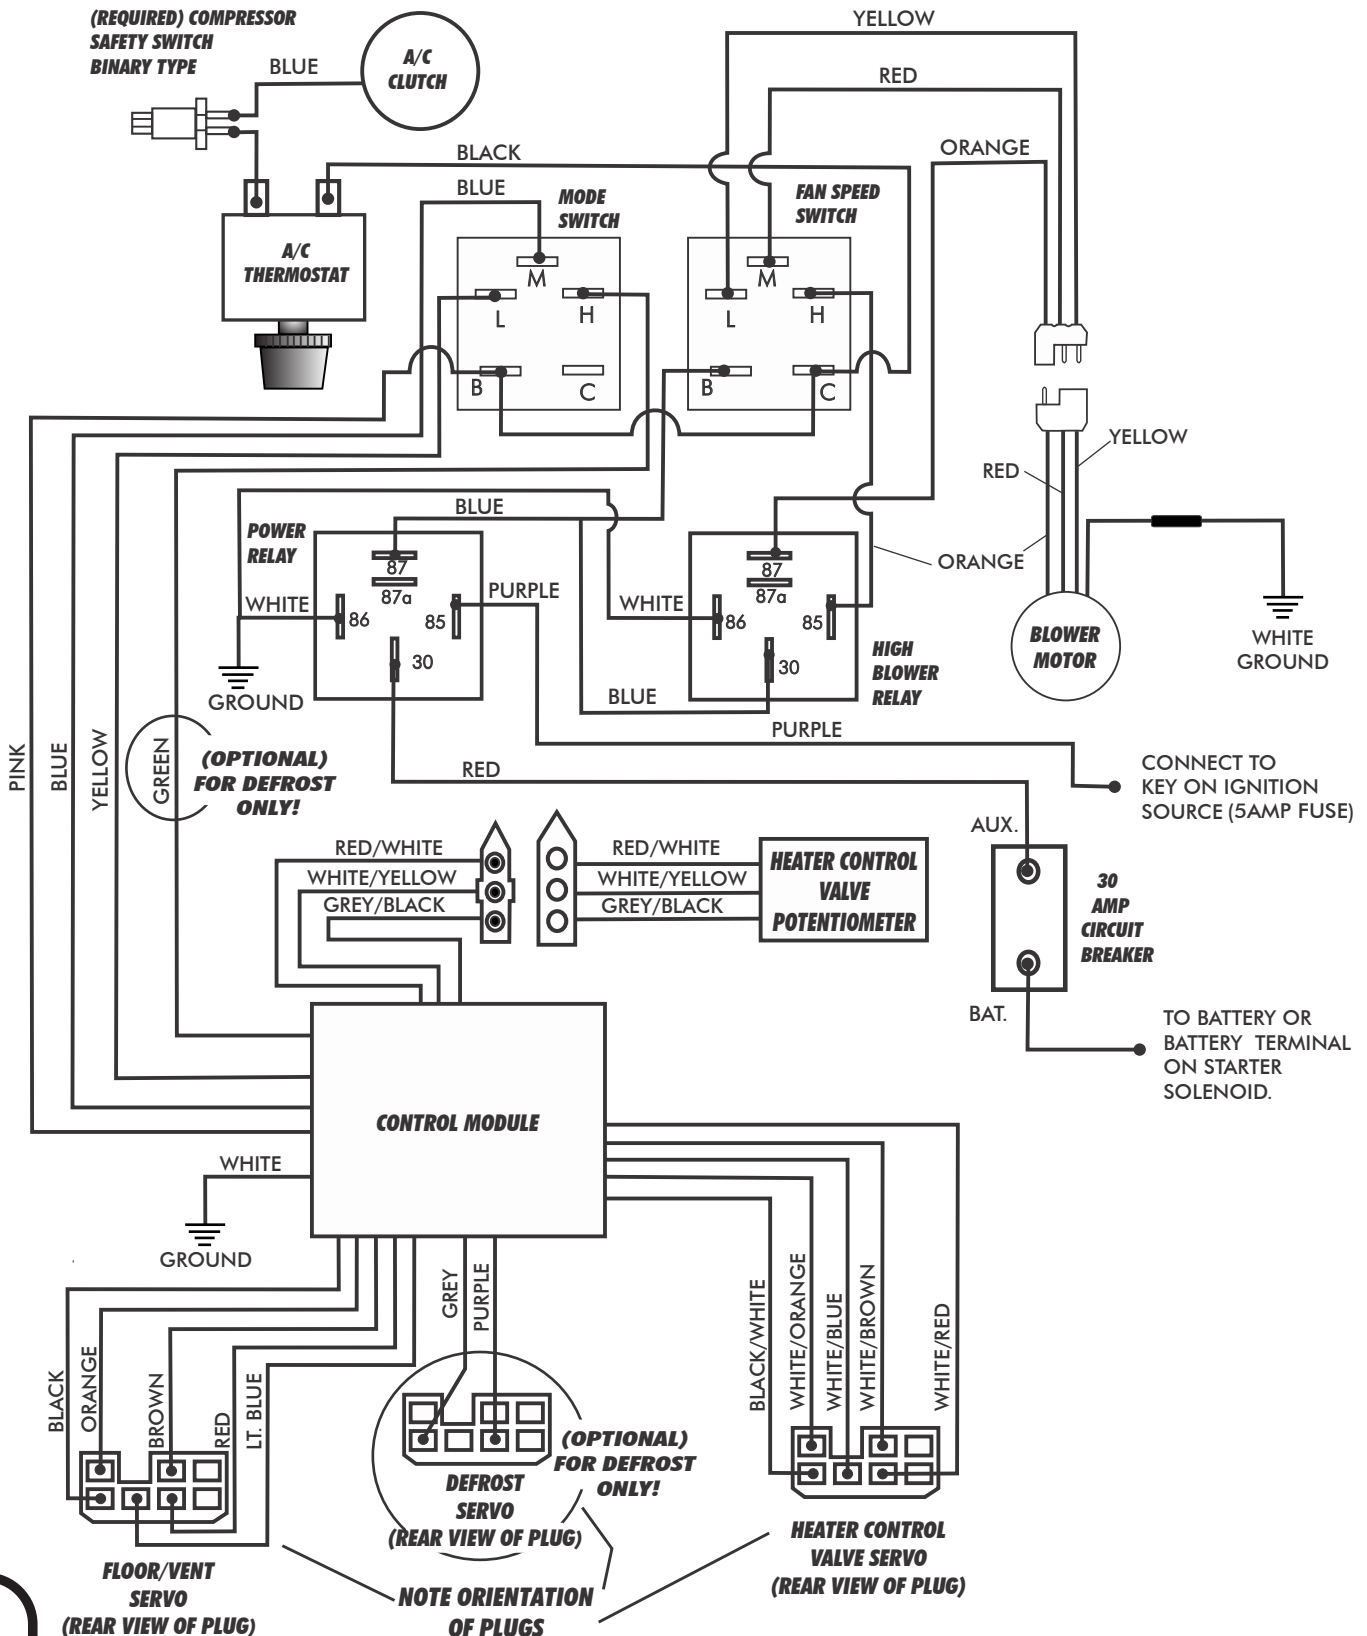 (REQUIRED) COMPRESSOR
SAFETY SWITCH
BINARY TYPE
BLUE
A/C
CLUTCH
YELLOW
RED
ORANGE
BLACK
BLUE
MODE
SWITCH
FAN SPEED
SWITCH
A/C
THERMOSTAT
M
L
H
B
C
M
L
H
B
C
YELLOW
RED
ORANGE
BLUE
POWER
RELAY
87
87a
86
85
30
WHITE
PURPLE
GROUND
WHITE
87
87a
86
85
30
HIGH
BLOWER
RELAY
BLUE
BLOWER
MOTOR
WHITE
GROUND
PURPLE
RED
CONNECT TO
KEY ON IGNITION
SOURCE (5AMP FUSE)
PINK
BLUE
YELLOW
GREEN
(OPTIONAL)
FOR DEFROST
ONLY!
AUX.
30
AMP
CIRCUIT
BREAKER
BAT.
TO BATTERY OR
BATTERY TERMINAL
ON STARTER
SOLENOID.
RED/WHITE
WHITE/YELLOW
GREY/BLACK
RED/WHITE
WHITE/YELLOW
GREY/BLACK
HEATER CONTROL
VALVE
POTENTIOMETER
CONTROL MODULE
WHITE
GROUND
BLACK
ORANGE
BROWN
RED
LT. BLUE
GREY
PURPLE
BLACK/WHITE
WHITE/ORANGE
WHITE/BLUE
WHITE/BROWN
WHITE/RED
(OPTIONAL)
FOR DEFROST
ONLY!
DEFROST
SERVO
(REAR VIEW OF PLUG)
FLOOR/VENT
SERVO
(REAR VIEW OF PLUG)
HEATER CONTROL
VALVE SERVO
(REAR VIEW OF PLUG)
NOTE ORIENTATION
OF PLUGS